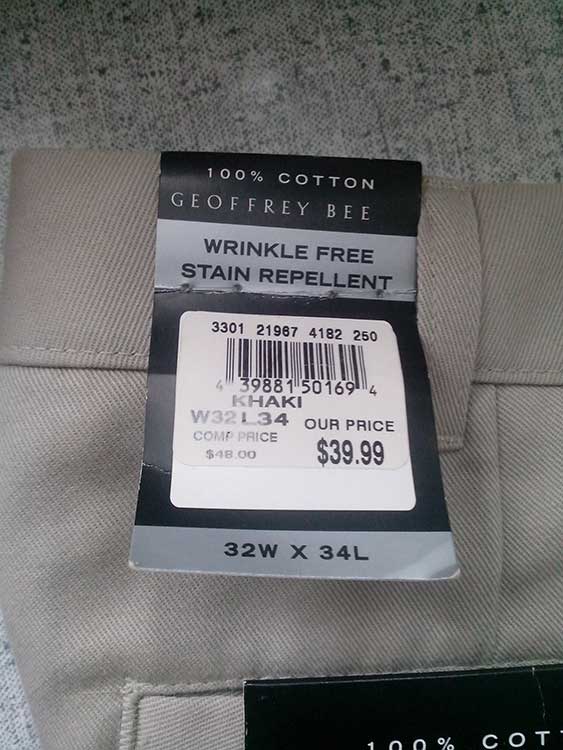 100% COTTON
GEOFFREY BEE
WRINKLE FREE
STAIN REPELLENT
3301 21967 4182 250
4 39881 50169 4
KHAKI
W32 L34 OUR PRICE
COMP PRICE
$48.00 $39.99
32W X 34L
100% COT